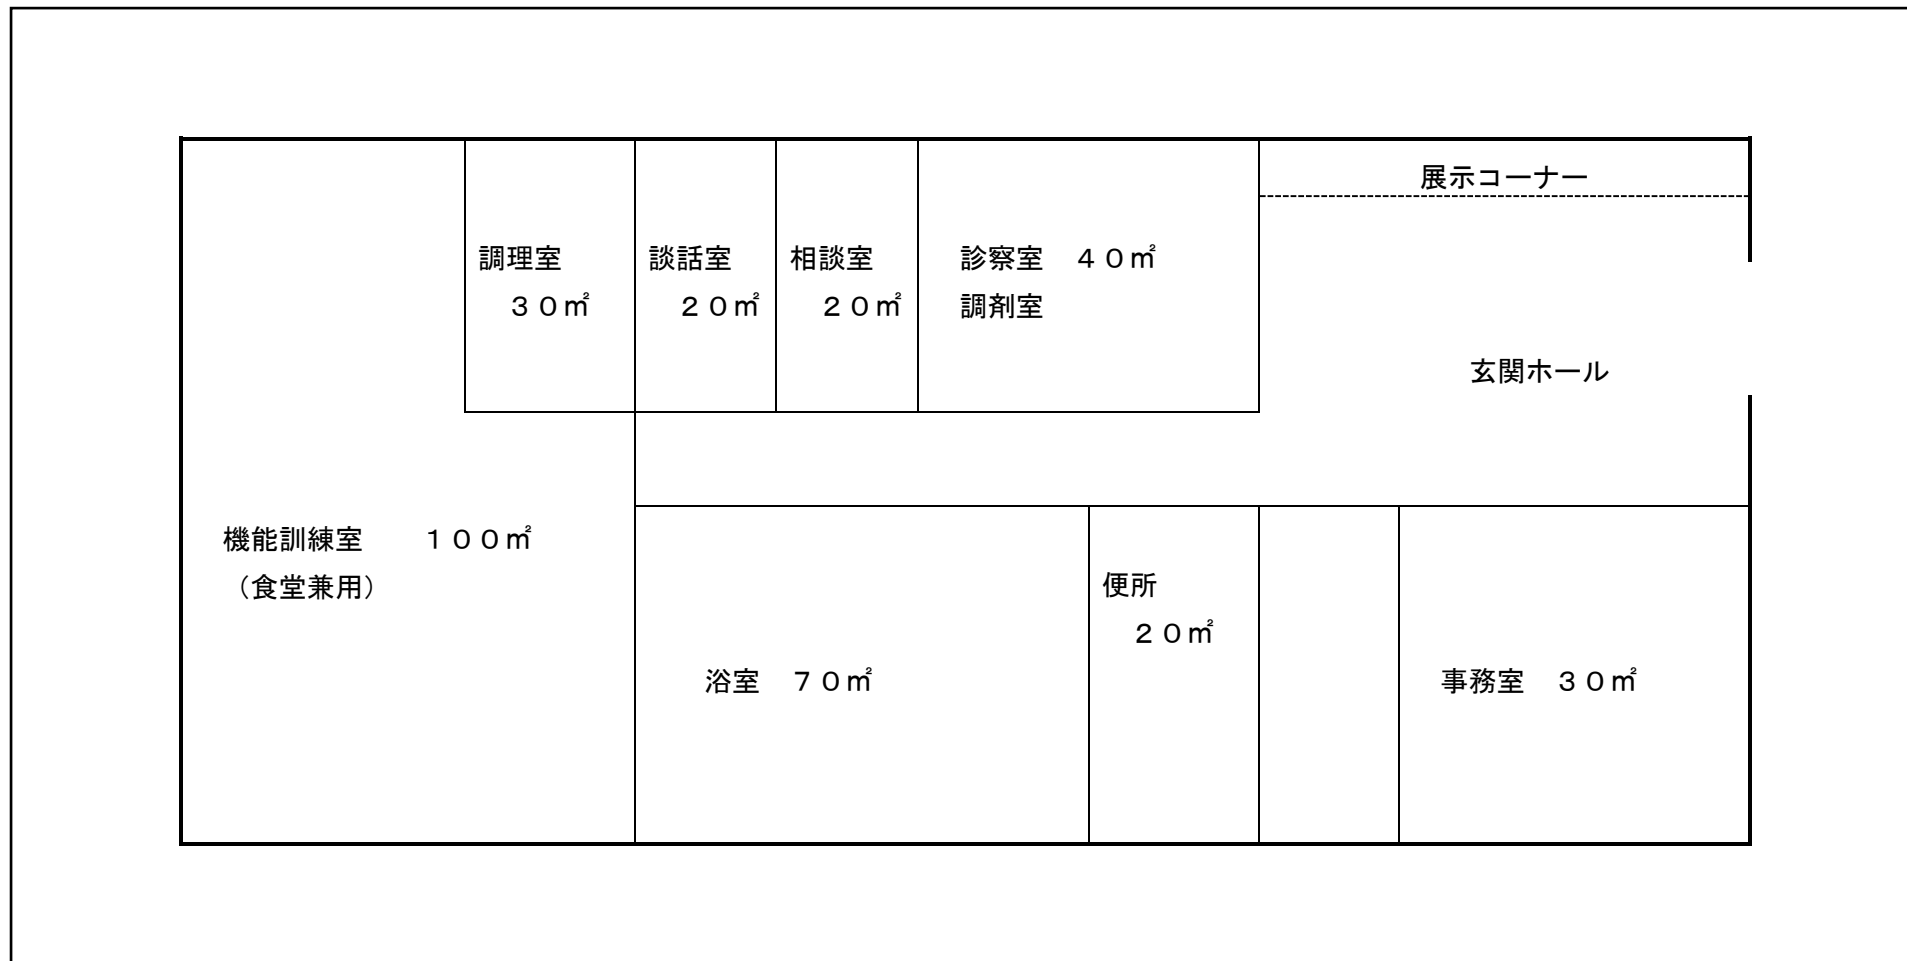 展示コーナー
調理室
３０㎡
談話室
２０㎡
相談室
２０㎡
診察室　４０㎡
調剤室
玄関ホール
機能訓練室　　１００㎡
（食堂兼用）
便所
２０㎡
浴室　７０㎡
事務室　３０㎡